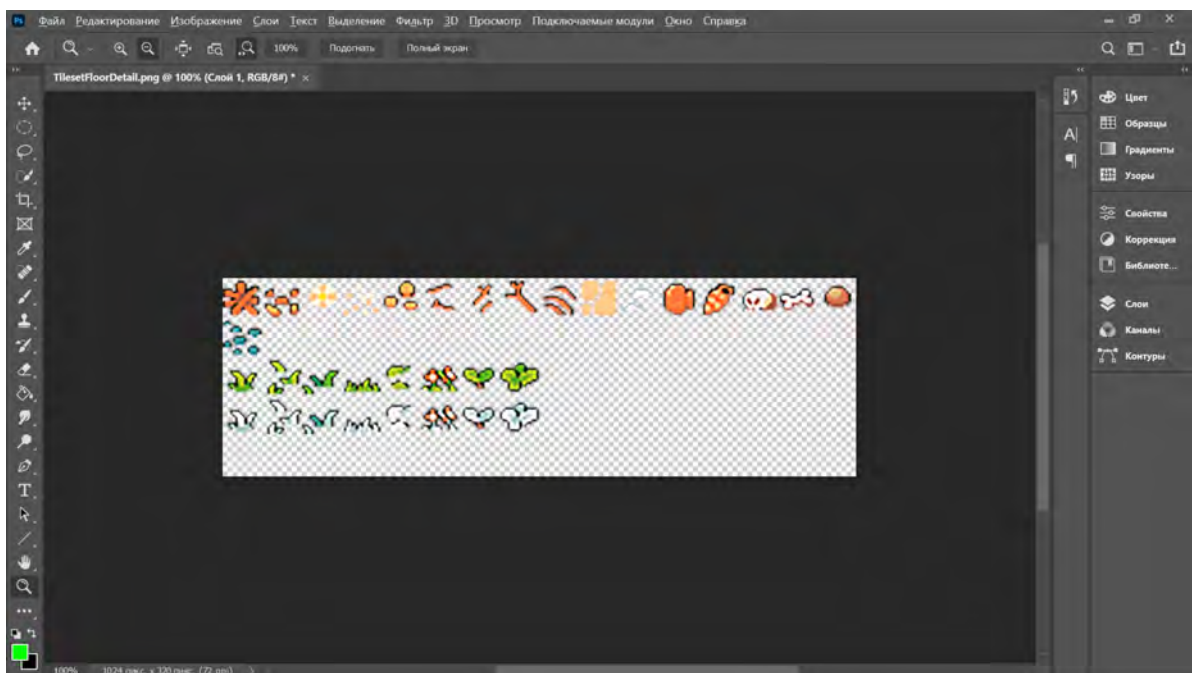 Ps Файл Редактирование Изображение Слои Текст Выделение Фильтр 3D Просмотр Подключаемые модули Окно Справка
100% Подогнать Полный экран
TilesetFloorDetail.png @ 100% (Слой 1, RGB/8#) * ×
Цвет
Образцы
Градиенты
Узоры
Свойства
Коррекция
Библиоте...
Слои
Каналы
Контуры
100% 1024 пикс. x 320 пикс. (72 ppi)